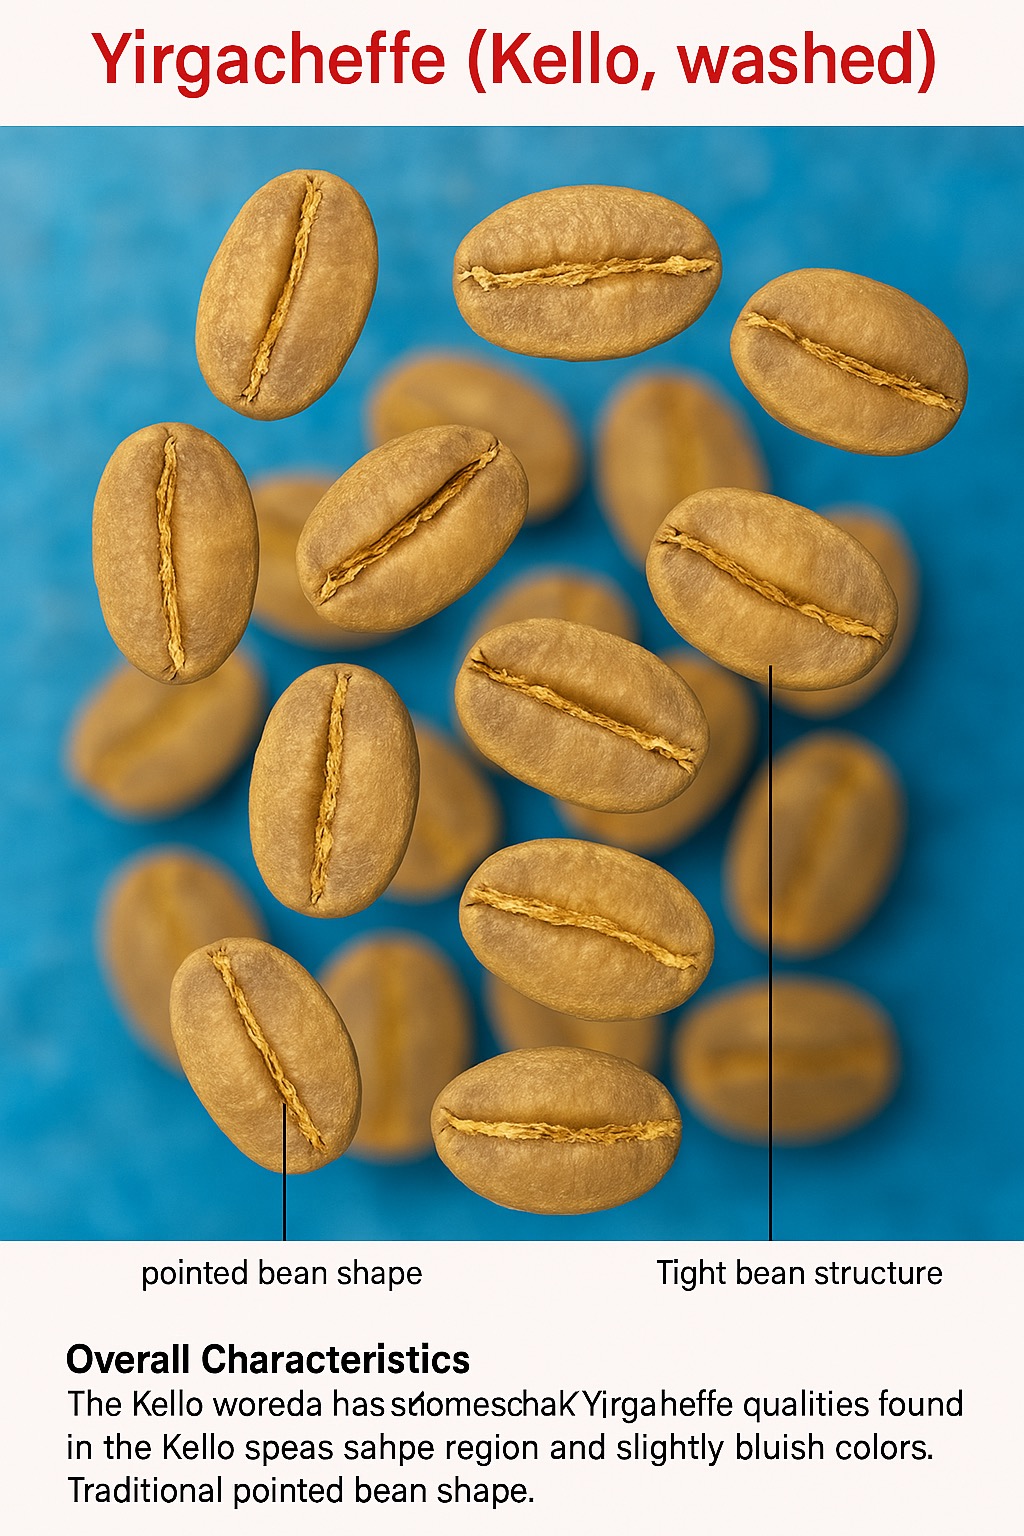 Yirgacheffe (Kello, washed)
pointed bean shape
Tight bean structure
Overall Characteristics
The Kello woreda has Yirgaheffe qualities found
in the Kello speas sahpe region and slightly bluish colors.
Traditional pointed bean shape.